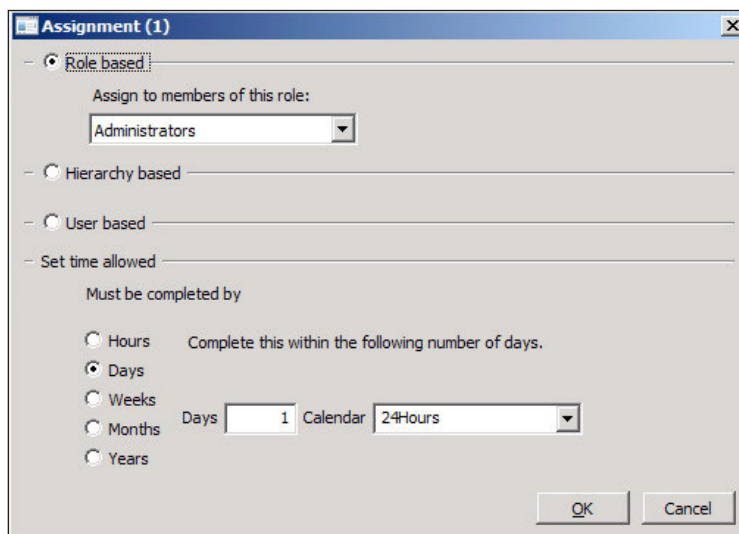 Assignment (1)
Role based
Assign to members of this role:
Administrators
Hierarchy based
User based
Set time allowed
Must be completed by
Hours Complete this within the following number of days.
Days
Weeks
Days 1 Calendar 24Hours
Months
Years
OK Cancel